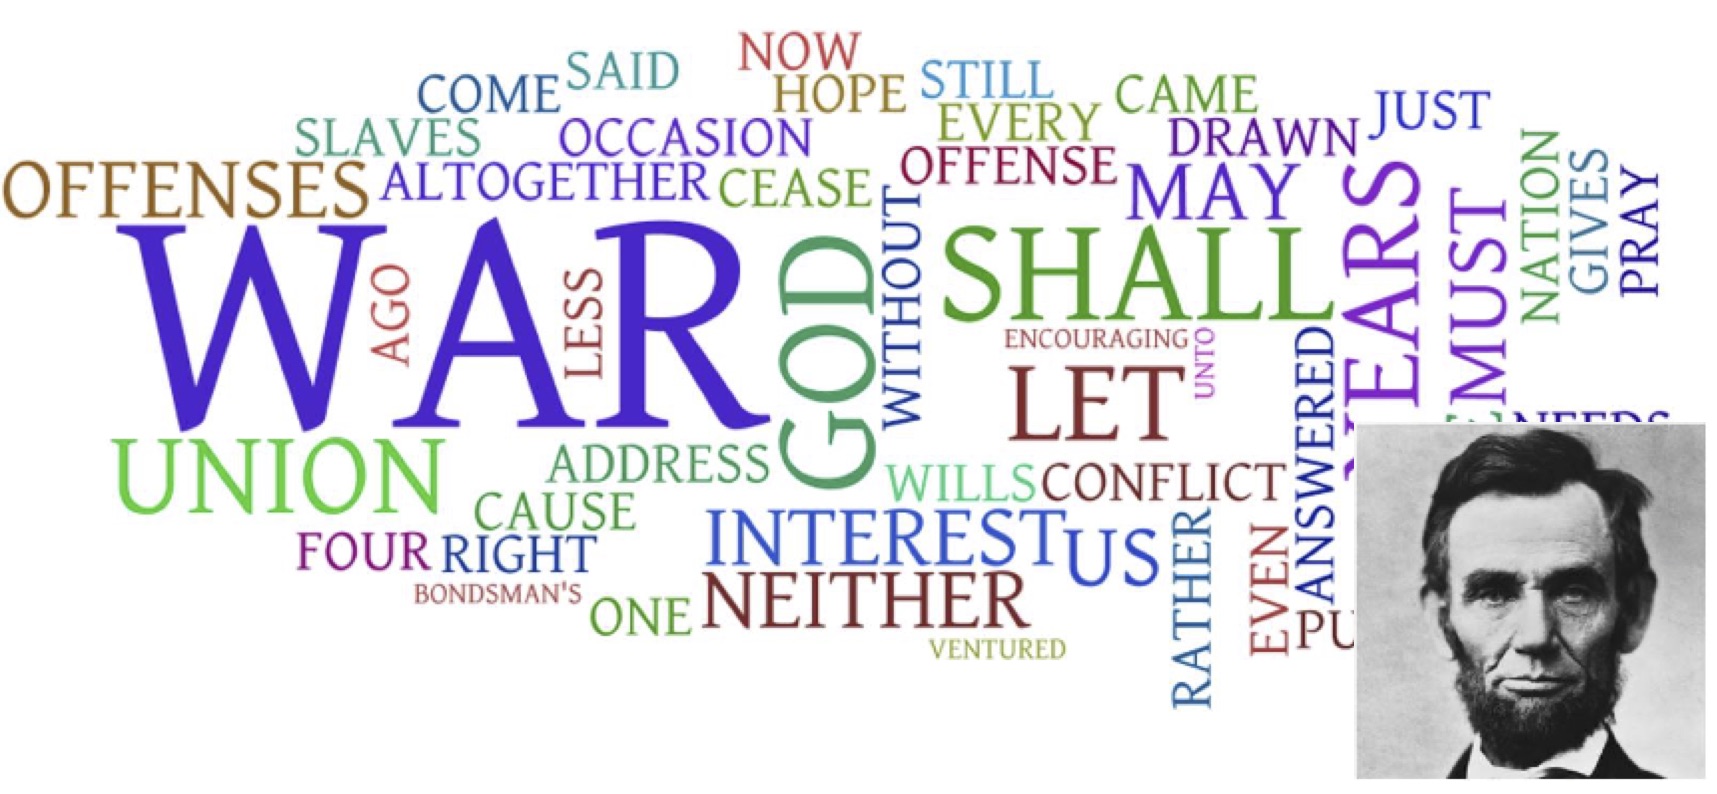 NOW
SAID
COME
HOPE
STILL
CAME
JUST
EVERY
SLAVES
OCCASION
DRAWN
OFFENSE
OFFENSES
ALTOGETHER
CEASE
MAY
WAR
AGO
LESS
GOD
WITHOUT
SHALL
YEARS
MUST
NATION
GIVES
PRAY
ENCOURAGING
UNTO
LET
ANSWERED
NEEDS
UNION
ADDRESS
WILLS
CONFLICT
CAUSE
INTEREST
US
FOUR
RIGHT
BONDSMAN'S
ONE
NEITHER
VENTURED
RATHER
EVEN
PU